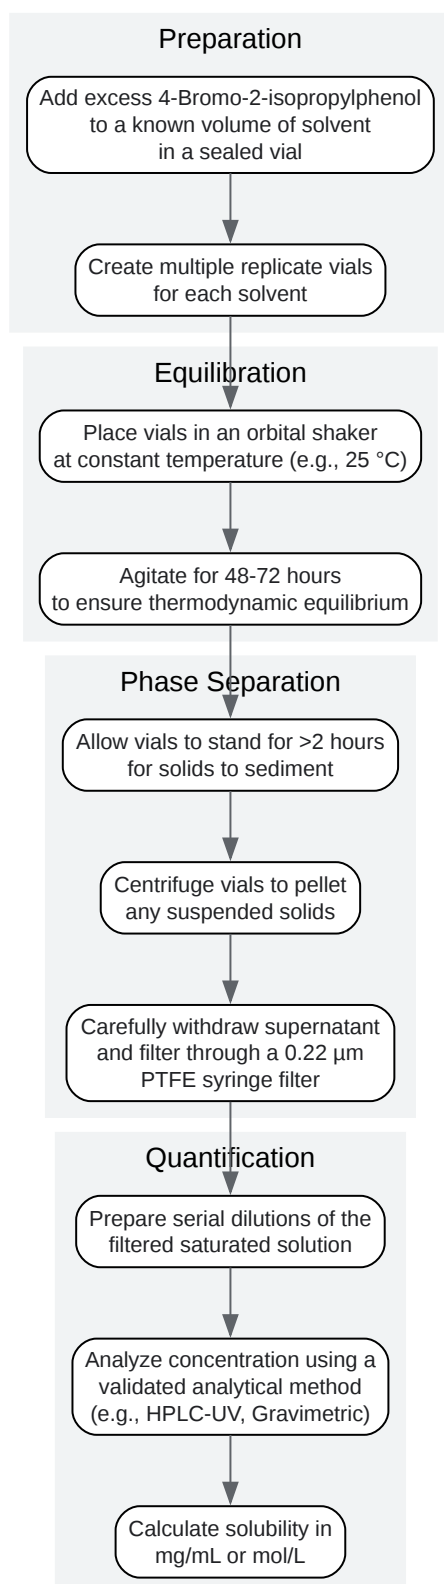 Preparation
Add excess 4-Bromo-2-isopropylphenol
to a known volume of solvent
in a sealed vial
Create multiple replicate vials
for each solvent
Equilibration
Place vials in an orbital shaker
at constant temperature (e.g., 25 °C)
Agitate for 48-72 hours
to ensure thermodynamic equilibrium
Phase Separation
Allow vials to stand for >2 hours
for solids to sediment
Centrifuge vials to pellet
any suspended solids
Carefully withdraw supernatant
and filter through a 0.22 µm
PTFE syringe filter
Quantification
Prepare serial dilutions of the
filtered saturated solution
Analyze concentration using a
validated analytical method
(e.g., HPLC-UV, Gravimetric)
Calculate solubility in
mg/mL or mol/L